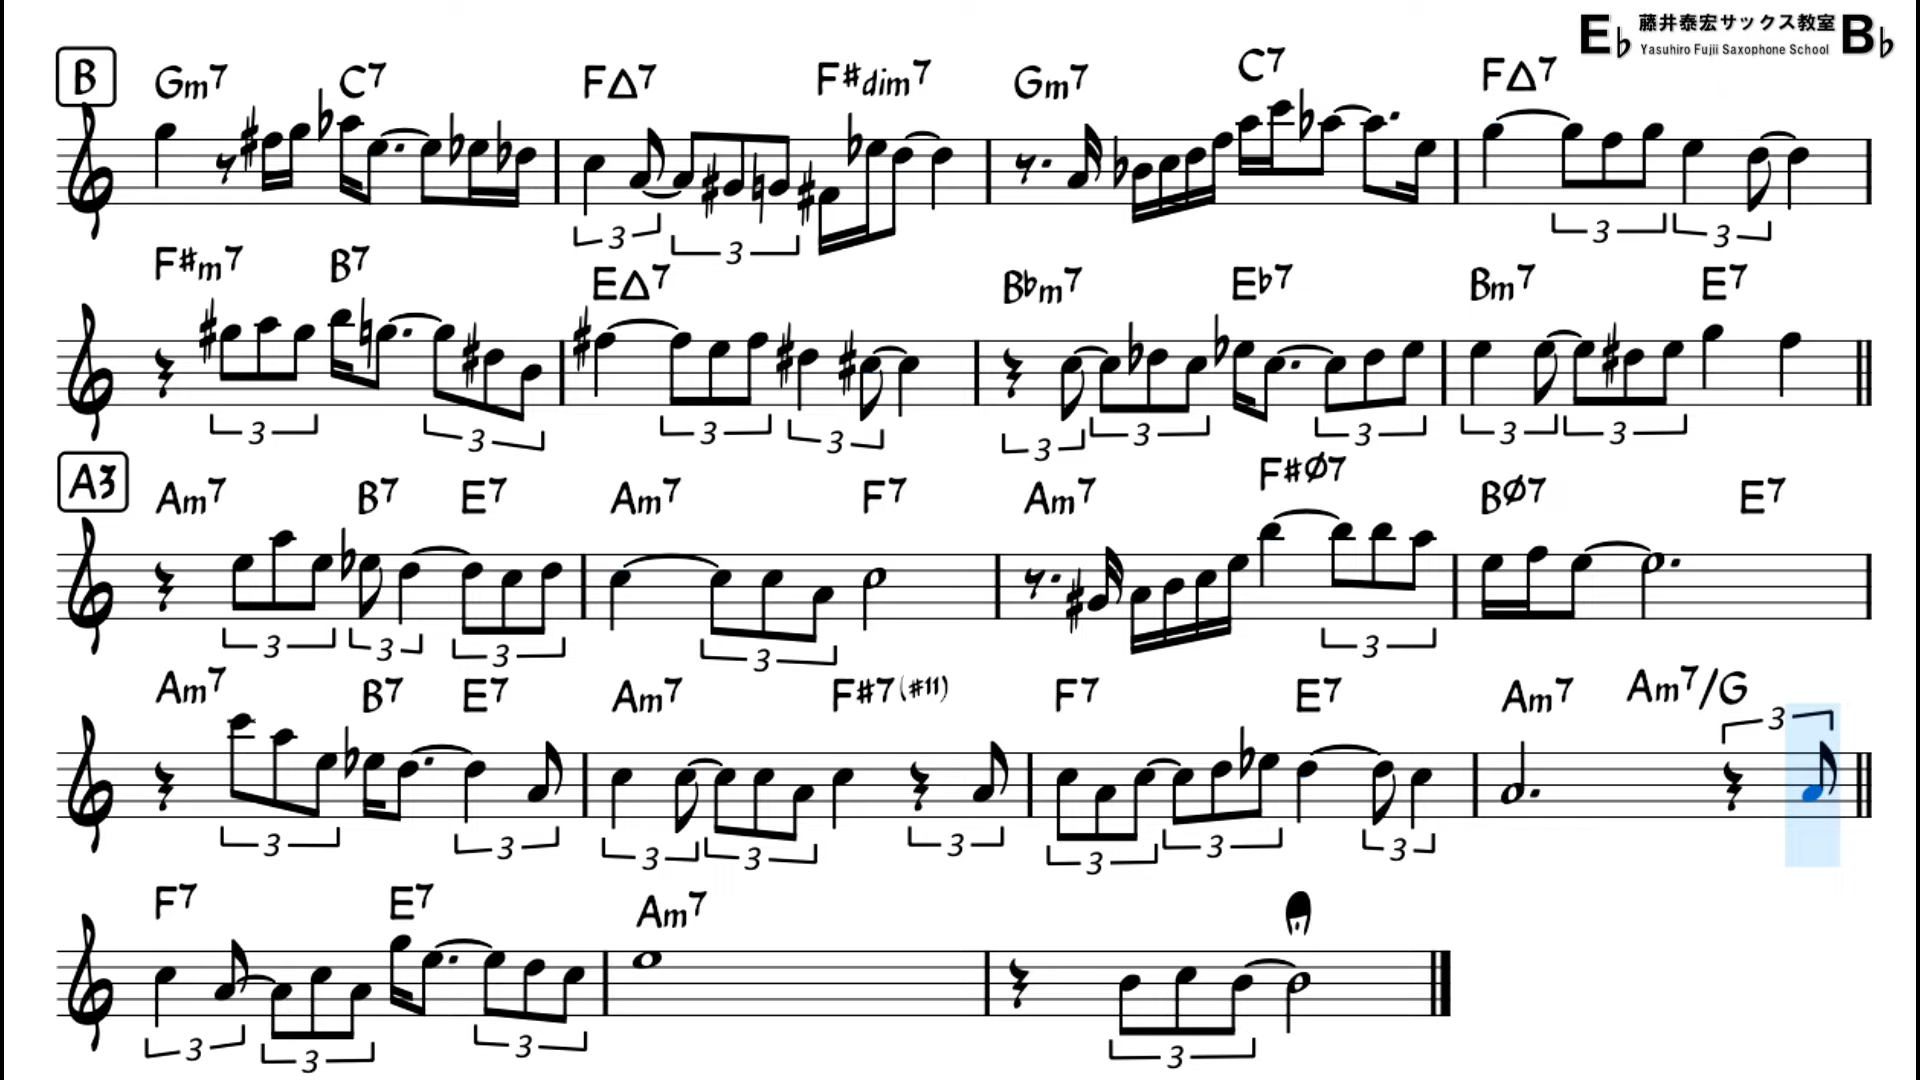 E♭ 藤井泰宏サックス教室 B♭
Yasuhiro Fujii Saxophone School
B Gm7 C7 F△7 F#dim7 Gm7 C7 F△7
3 3 3 3
F#m7 B7 E△7 B♭m7 E♭7 Bm7 E7
3 3 3 3 3 3 3 3 3
A3 Am7 B7 E7 Am7 F7 Am7 F#Ø7 BØ7 E7
3 3 3 3 3
Am7 B7 E7 Am7 F#7(#11) F7 E7 Am7 Am7/G
3
3 3 3 3 3 3 3 3
F7 E7 Am7
3 3 3 3